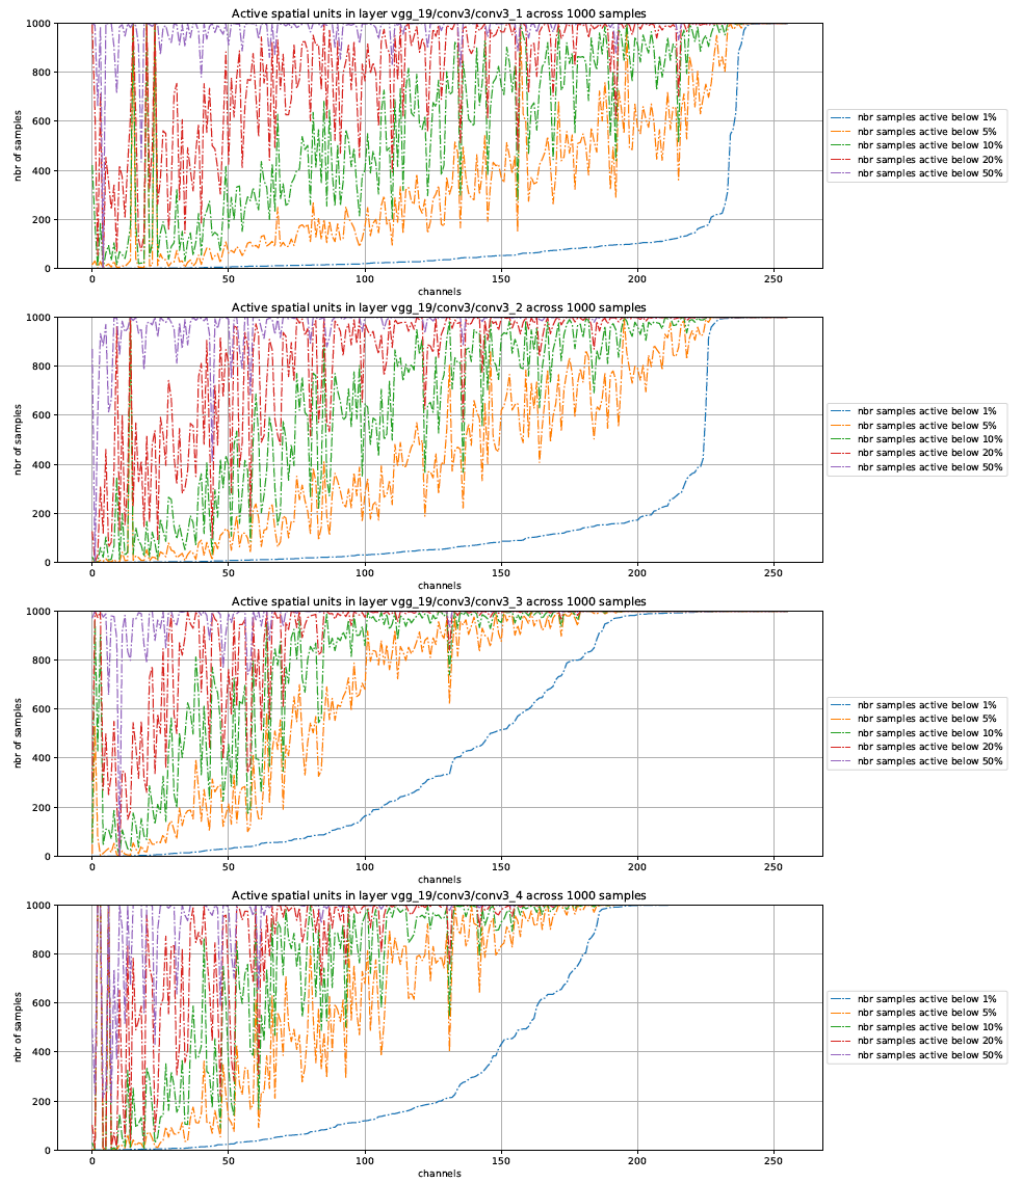 Active spatial units in layer vgg_19/conv3/conv3_1 across 1000 samples
nbr of samples
1000
800
600
400
200
0
0 50 100 150 200 250
channels
nbr samples active below 1%
nbr samples active below 5%
nbr samples active below 10%
nbr samples active below 20%
nbr samples active below 50%
Active spatial units in layer vgg_19/conv3/conv3_2 across 1000 samples
nbr of samples
1000
800
600
400
200
0
0 50 100 150 200 250
channels
nbr samples active below 1%
nbr samples active below 5%
nbr samples active below 10%
nbr samples active below 20%
nbr samples active below 50%
Active spatial units in layer vgg_19/conv3/conv3_3 across 1000 samples
nbr of samples
1000
800
600
400
200
0
0 50 100 150 200 250
channels
nbr samples active below 1%
nbr samples active below 5%
nbr samples active below 10%
nbr samples active below 20%
nbr samples active below 50%
Active spatial units in layer vgg_19/conv3/conv3_4 across 1000 samples
nbr of samples
1000
800
600
400
200
0
0 50 100 150 200 250
channels
nbr samples active below 1%
nbr samples active below 5%
nbr samples active below 10%
nbr samples active below 20%
nbr samples active below 50%